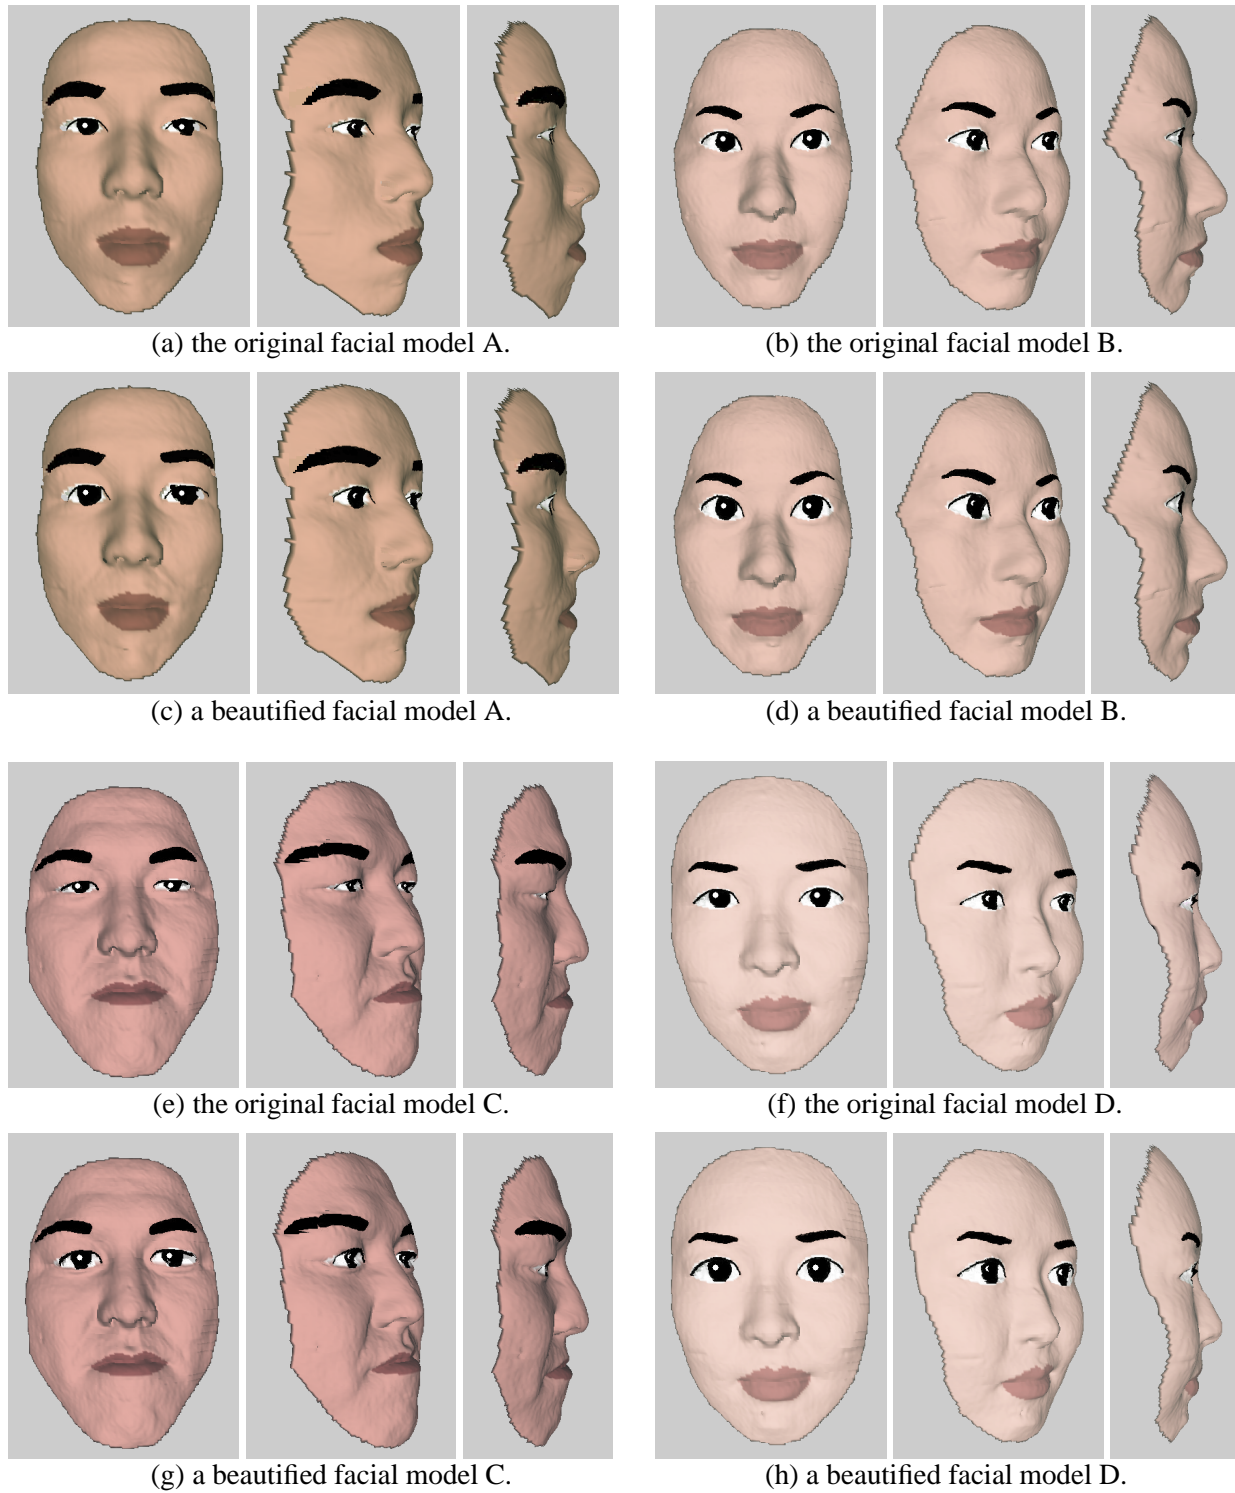 (a) the original facial model A.
(b) the original facial model B.
(c) a beautified facial model A.
(d) a beautified facial model B.
(e) the original facial model C.
(f) the original facial model D.
(g) a beautified facial model C.
(h) a beautified facial model D.